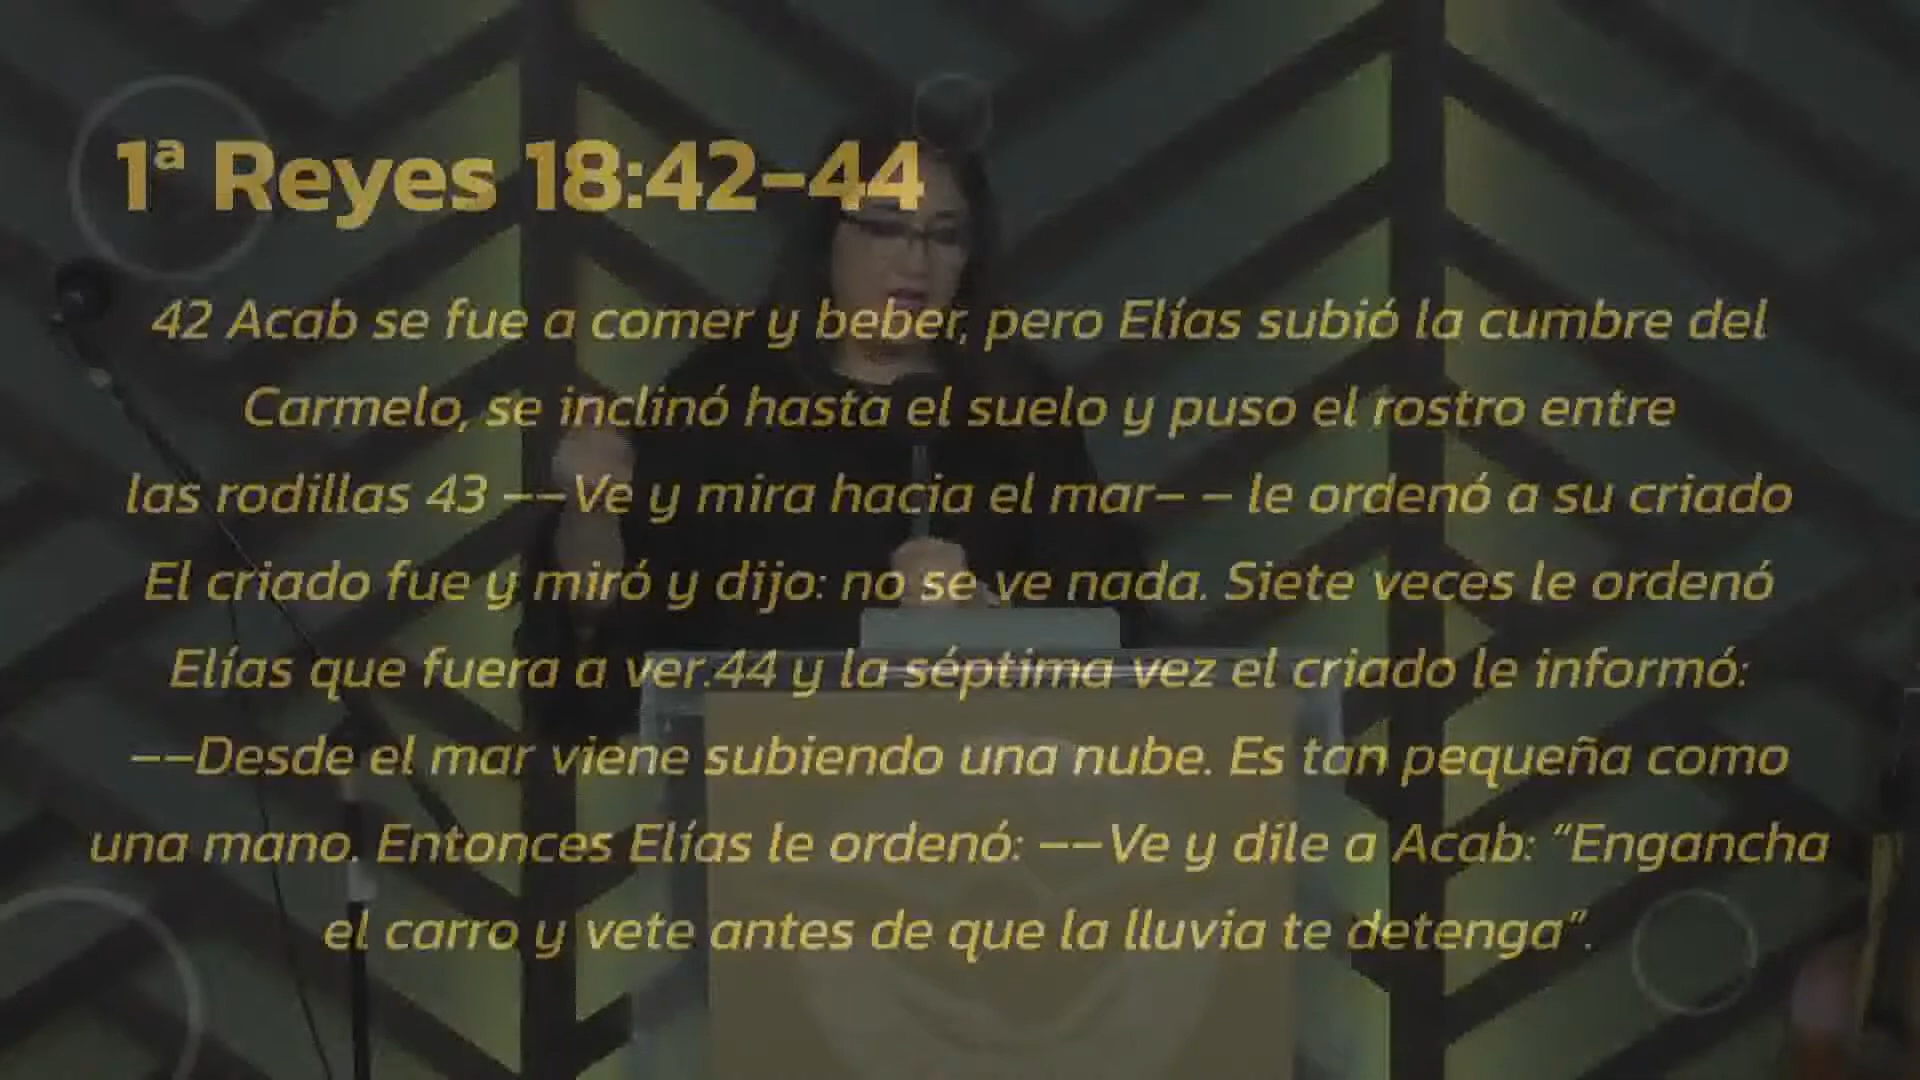 1ª Reyes 18:42-44
42 Acab se fue a comer y beber, pero Elías subió la cumbre del
Carmelo, se inclinó hasta el suelo y puso el rostro entre
las rodillas 43 --Ve y mira hacia el mar- - le ordenó a su criado
El criado fue y miró y dijo: no se ve nada. Siete veces le ordenó
Elías que fuera a ver.44 y la séptima vez el criado le informó:
--Desde el mar viene subiendo una nube. Es tan pequeña como
una mano. Entonces Elías le ordenó: --Ve y dile a Acab: “Engancha
el carro y vete antes de que la lluvia te detenga”.